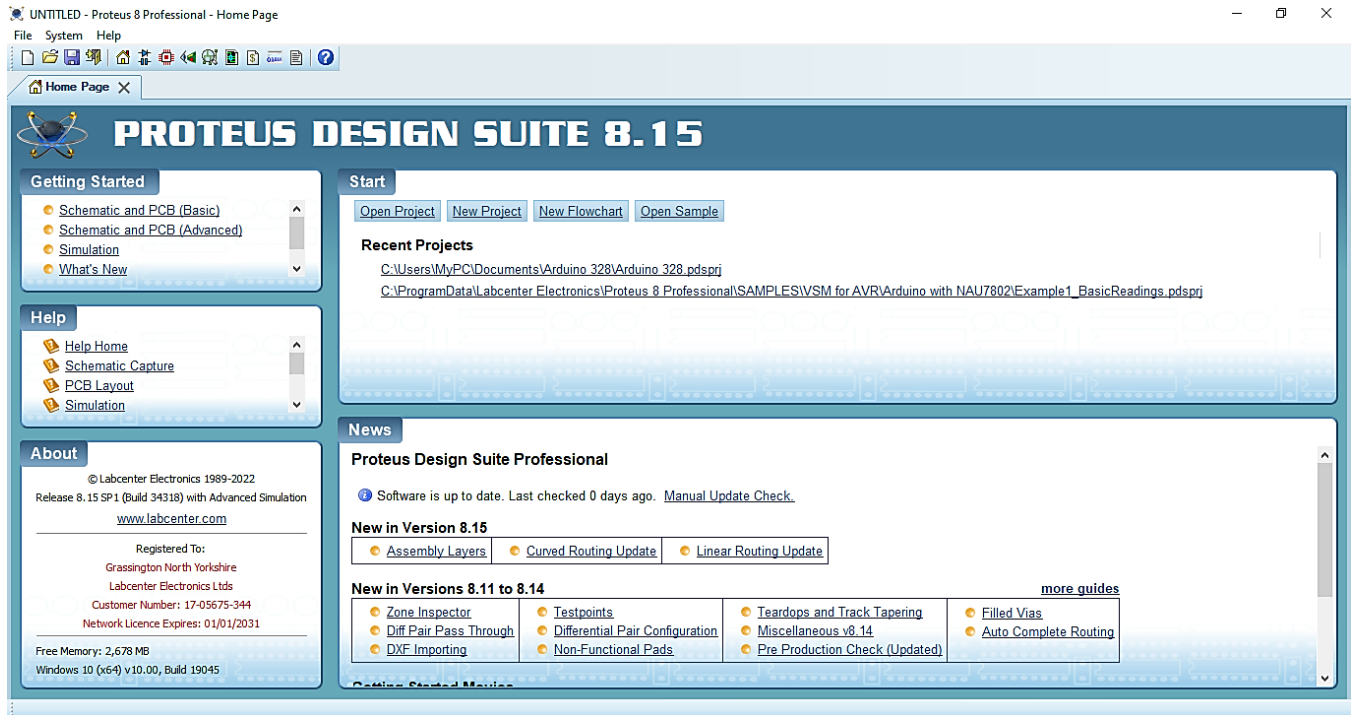 UNTITLED - Proteus 8 Professional - Home Page
File System Help
Home Page
PROTEUS DESIGN SUITE 8.15
Getting Started
Schematic and PCB (Basic)
Schematic and PCB (Advanced)
Simulation
What's New
Help
Help Home
Schematic Capture
PCB Layout
Simulation
About
© Labcenter Electronics 1989-2022
Release 8.15 SP1 (Build 34318) with Advanced Simulation
www.labcenter.com
Registered To:
Grassington North Yorkshire
Labcenter Electronics Ltds
Customer Number: 17-05675-344
Network Licence Expires: 01/01/2031
Free Memory: 2,678 MB
Windows 10 (x64) v10.00, Build 19045
Start
Open Project New Project New Flowchart Open Sample
Recent Projects
C:\Users\MyPC\Documents\Arduino 328\Arduino 328.pdsprj
C:\ProgramData\Labcenter Electronics\Proteus 8 Professional\SAMPLES\VSM for AVR\Arduino with NAU7802\Example1_BasicReadings.pdsprj
News
Proteus Design Suite Professional
Software is up to date. Last checked 0 days ago. Manual Update Check.
New in Version 8.15
Assembly Layers Curved Routing Update Linear Routing Update
New in Versions 8.11 to 8.14 more guides
Zone Inspector Testpoints Teardops and Track Tapering Filled Vias
Diff Pair Pass Through Differential Pair Configuration Miscellaneous v8.14 Auto Complete Routing
DXF Importing Non-Functional Pads Pre Production Check (Updated)
Getting Started Movies